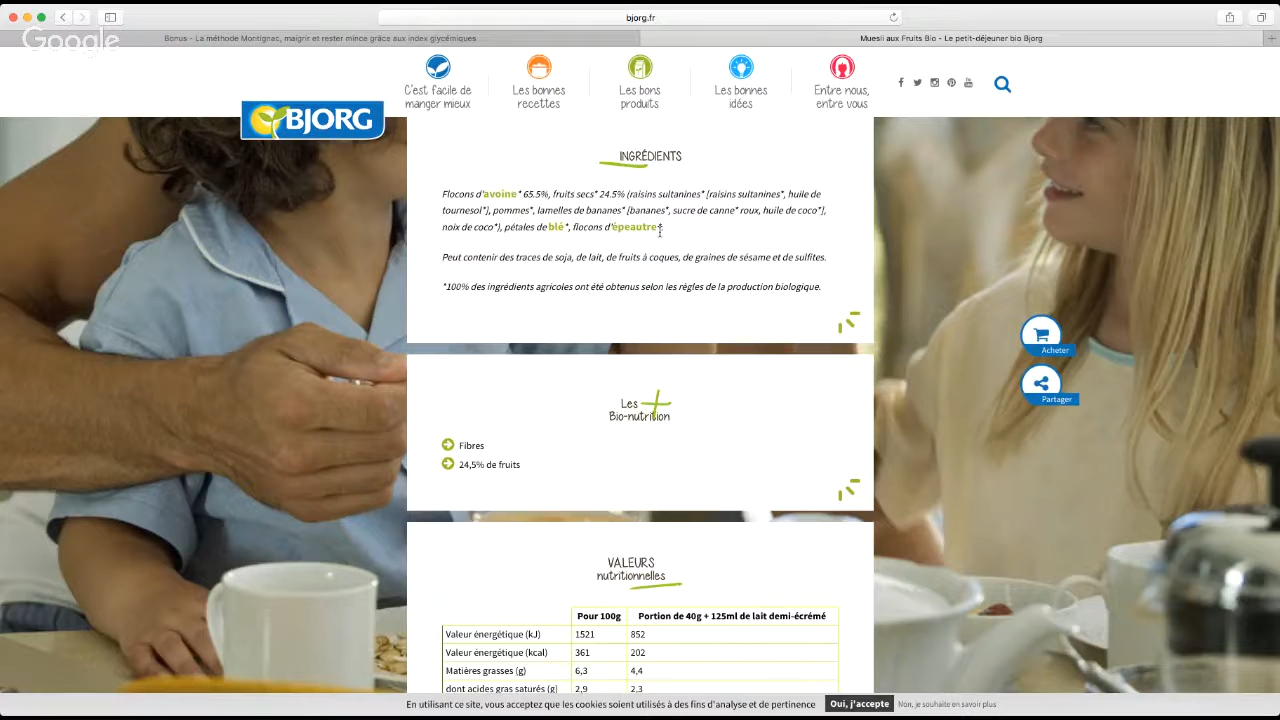 bjorg.fr
Bonus - La méthode Montignac, maigrir et rester mince grâce aux index glycémiques
Muesli aux Fruits Bio - Le petit-déjeuner bio Bjorg
Google
C'est facile de
manger mieux
Les bonnes
recettes
Les bons
produits
Les bonnes
idées
Entre nous,
entre vous
BJORG
INGRÉDIENTS
Flocons d'avoine* 65.5%, fruits secs* 24.5% (raisins sultanines* [raisins sultanines*, huile de
tournesol*], pommes*, lamelles de bananes* [bananes*, sucre de canne* roux, huile de coco*],
noix de coco*), pétales de blé*, flocons d'épeautre*.
Peut contenir des traces de soja, de lait, de fruits à coques, de graines de sésame et de sulfites.
*100% des ingrédients agricoles ont été obtenus selon les règles de la production biologique.
Acheter
Partager
Les +
Bio-nutrition
Fibres
24,5% de fruits
VALEURS
nutritionnelles
Pour 100g Portion de 40g + 125ml de lait demi-écrémé
Valeur énergétique (kJ) 1521 852
Valeur énergétique (kcal) 361 202
Matières grasses (g) 6,3 4,4
dont acides gras saturés (g) 2,9 2,3
En utilisant ce site, vous acceptez que les cookies soient utilisés à des fins d'analyse et de pertinence Oui, j'accepte Non, je souhaite en savoir plus